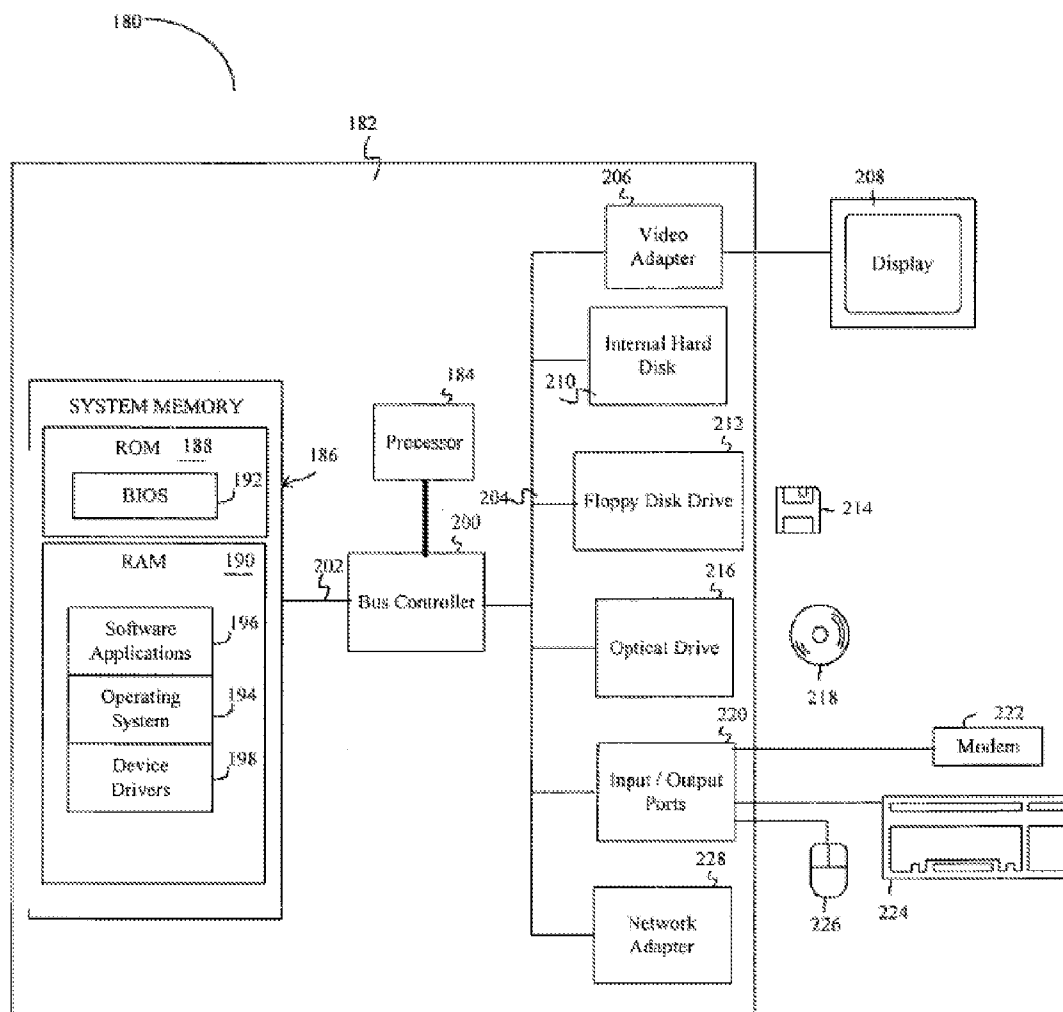 180
182
206
Video
Adapter
208
Display
Internal Hard
Disk
210
184
Processor
SYSTEM MEMORY
ROM 188
BIOS
192
186
212
Floppy Disk Drive
204
214
RAM 190
202
200
Bus Controller
216
Optical Drive
218
Software
Applications
196
Operating
System
194
Device
Drivers
198
220
Input / Output
Ports
222
Modem
224
226
228
Network
Adapter